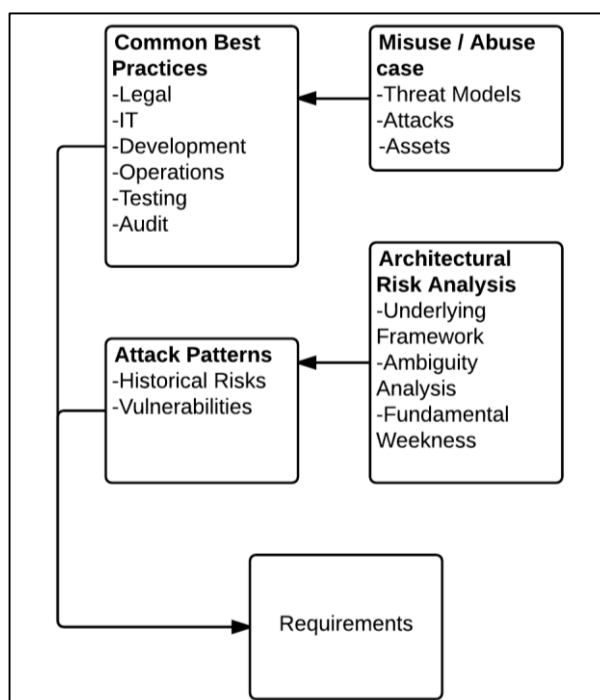 Common Best
Practices
-Legal
-IT
-Development
-Operations
-Testing
-Audit
Misuse / Abuse
case
-Threat Models
-Attacks
-Assets
Architectural
Risk Analysis
-Underlying
Framework
-Ambiguity
Analysis
-Fundamental
Weekness
Attack Patterns
-Historical Risks
-Vulnerabilities
Requirements